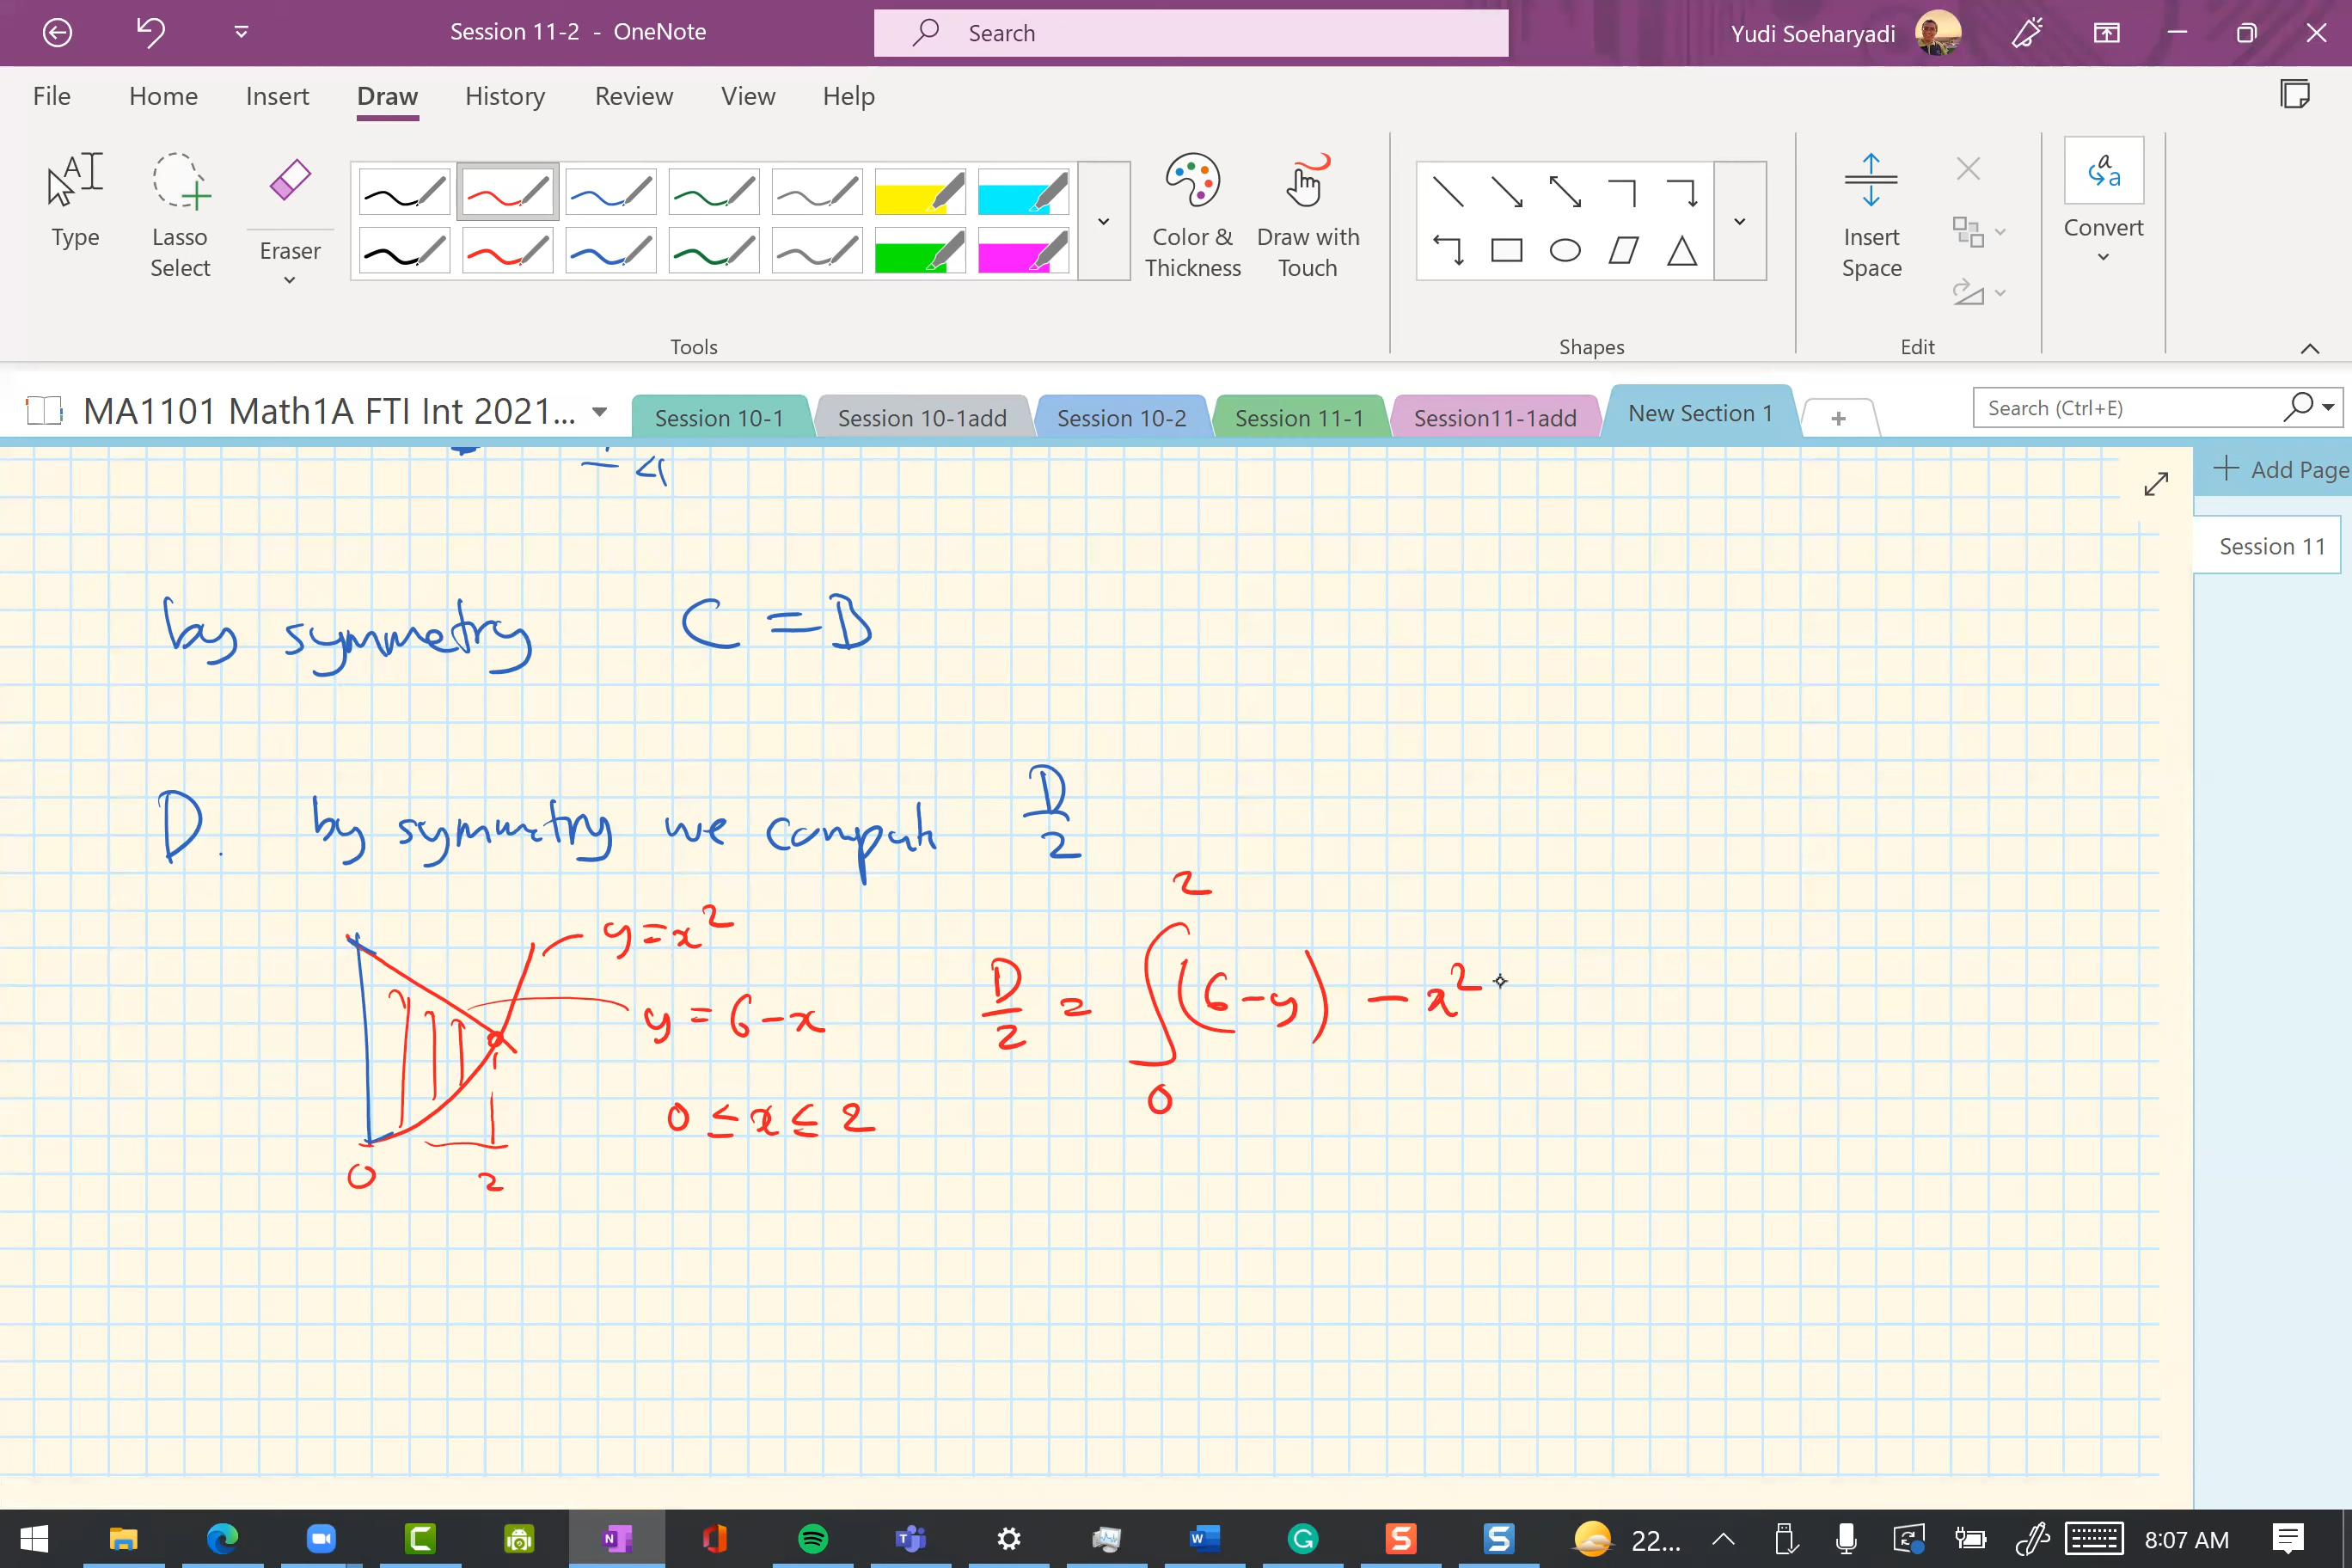 Session 11-2 - OneNote
Search
Yudi Soeharyadi
File Home Insert Draw History Review View Help
Type
Lasso Select
Eraser
Color & Thickness
Draw with Touch
Insert Space
Convert
Tools
Shapes
Edit
MA1101 Math1A FTI Int 2021...
Session 10-1
Session 10-1add
Session 10-2
Session 11-1
Session11-1add
New Section 1
Search (Ctrl+E)
Add Page
Session 11
by symmetry C = D
D. by symmetry we compute D/2
y = x²
y = 6 - x
0 ≤ x ≤ 2
0 2
D/2 = ∫₀² (6 - y) - x²
22...
8:07 AM